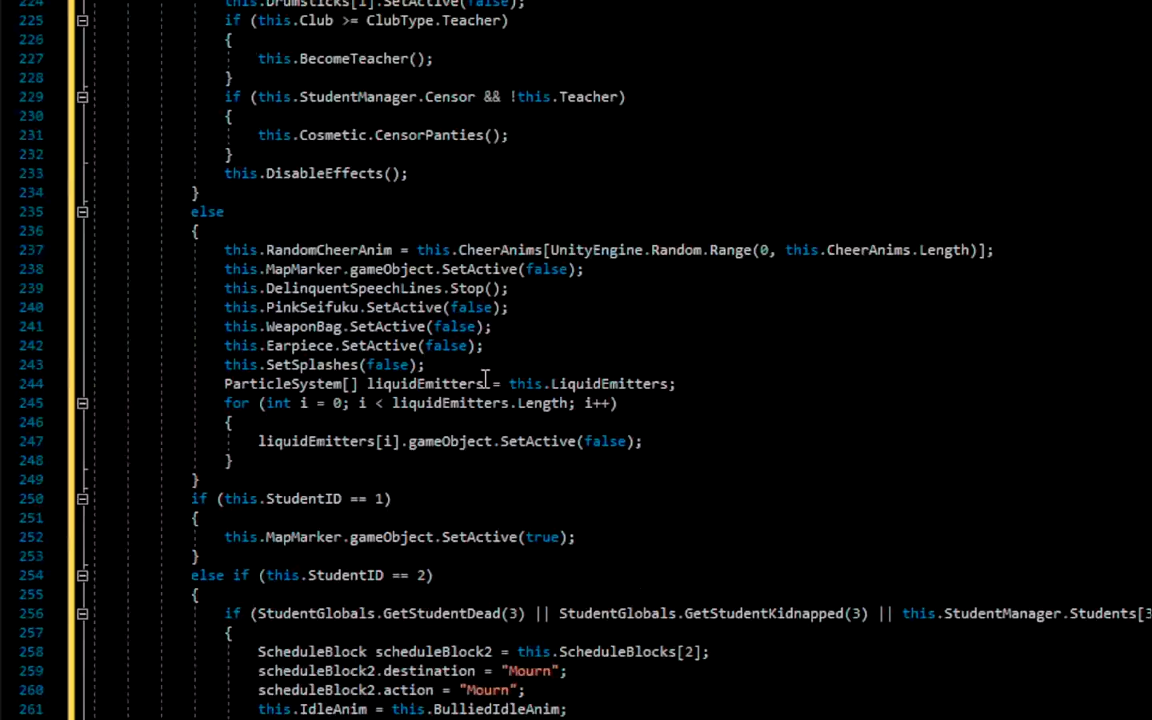 224 this.Drumsticks[i].SetActive(false);
225 if (this.Club >= ClubType.Teacher)
226 {
227 this.BecomeTeacher();
228 }
229 if (this.StudentManager.Censor && !this.Teacher)
230 {
231 this.Cosmetic.CensorPanties();
232 }
233 this.DisableEffects();
234 }
235 else
236 {
237 this.RandomCheerAnim = this.CheerAnims[UnityEngine.Random.Range(0, this.CheerAnims.Length)];
238 this.MapMarker.gameObject.SetActive(false);
239 this.DelinquentSpeechLines.Stop();
240 this.PinkSeifuku.SetActive(false);
241 this.WeaponBag.SetActive(false);
242 this.Earpiece.SetActive(false);
243 this.SetSplashes(false);
244 ParticleSystem[] liquidEmitters = this.LiquidEmitters;
245 for (int i = 0; i < liquidEmitters.Length; i++)
246 {
247 liquidEmitters[i].gameObject.SetActive(false);
248 }
249 }
250 if (this.StudentID == 1)
251 {
252 this.MapMarker.gameObject.SetActive(true);
253 }
254 else if (this.StudentID == 2)
255 {
256 if (StudentGlobals.GetStudentDead(3) || StudentGlobals.GetStudentKidnapped(3) || this.StudentManager.Students[3
257 {
258 ScheduleBlock scheduleBlock2 = this.ScheduleBlocks[2];
259 scheduleBlock2.destination = "Mourn";
260 scheduleBlock2.action = "Mourn";
261 this.IdleAnim = this.BulliedIdleAnim;